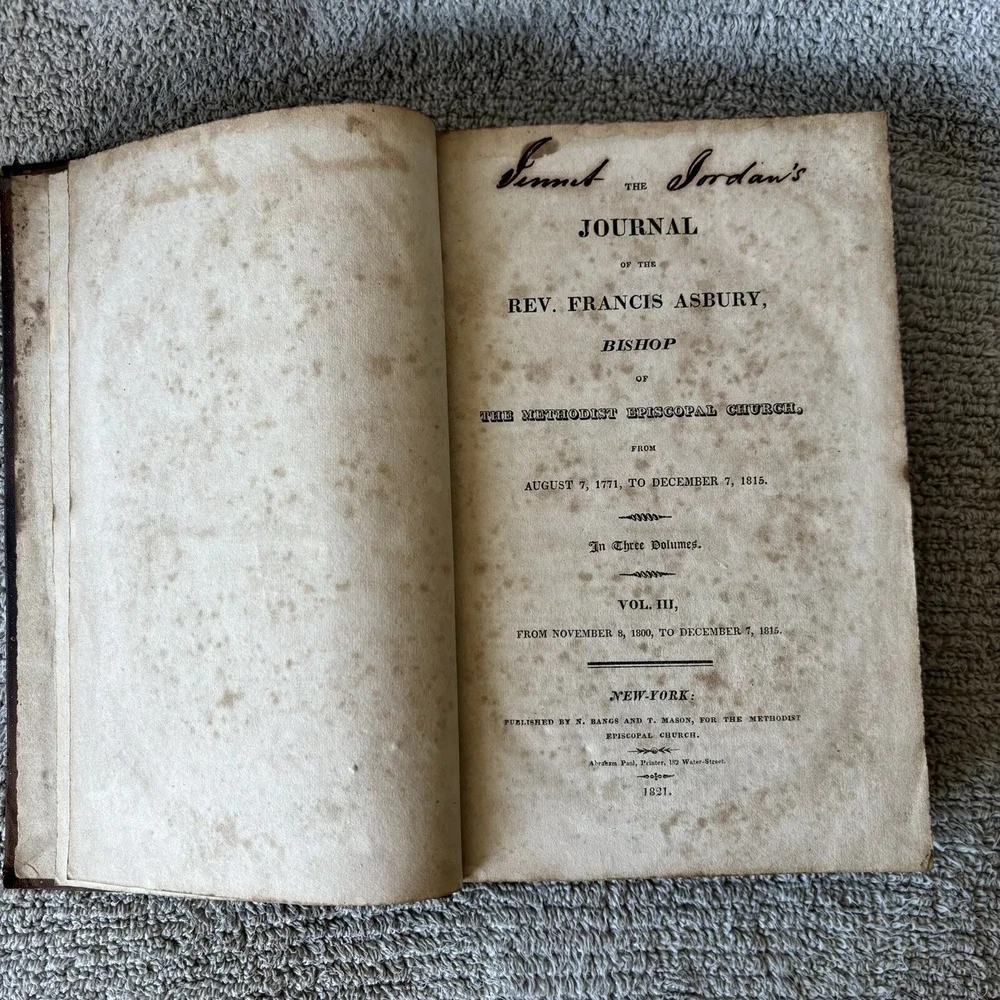 THE Jordan's
JOURNAL
OF THE
REV. FRANCIS ASBURY,
BISHOP
OF
THE METHODIST EPISCOPAL CHURCH,
FROM
AUGUST 7, 1771, TO DECEMBER 7, 1815.
In Three Volumes.
VOL. III,
FROM NOVEMBER 8, 1800, TO DECEMBER 7, 1815.
NEW-YORK:
PUBLISHED BY N. BANGS AND T. MASON, FOR THE METHODIST
EPISCOPAL CHURCH.
Abraham Paul, Printer, 182 Water-Street.
1821.